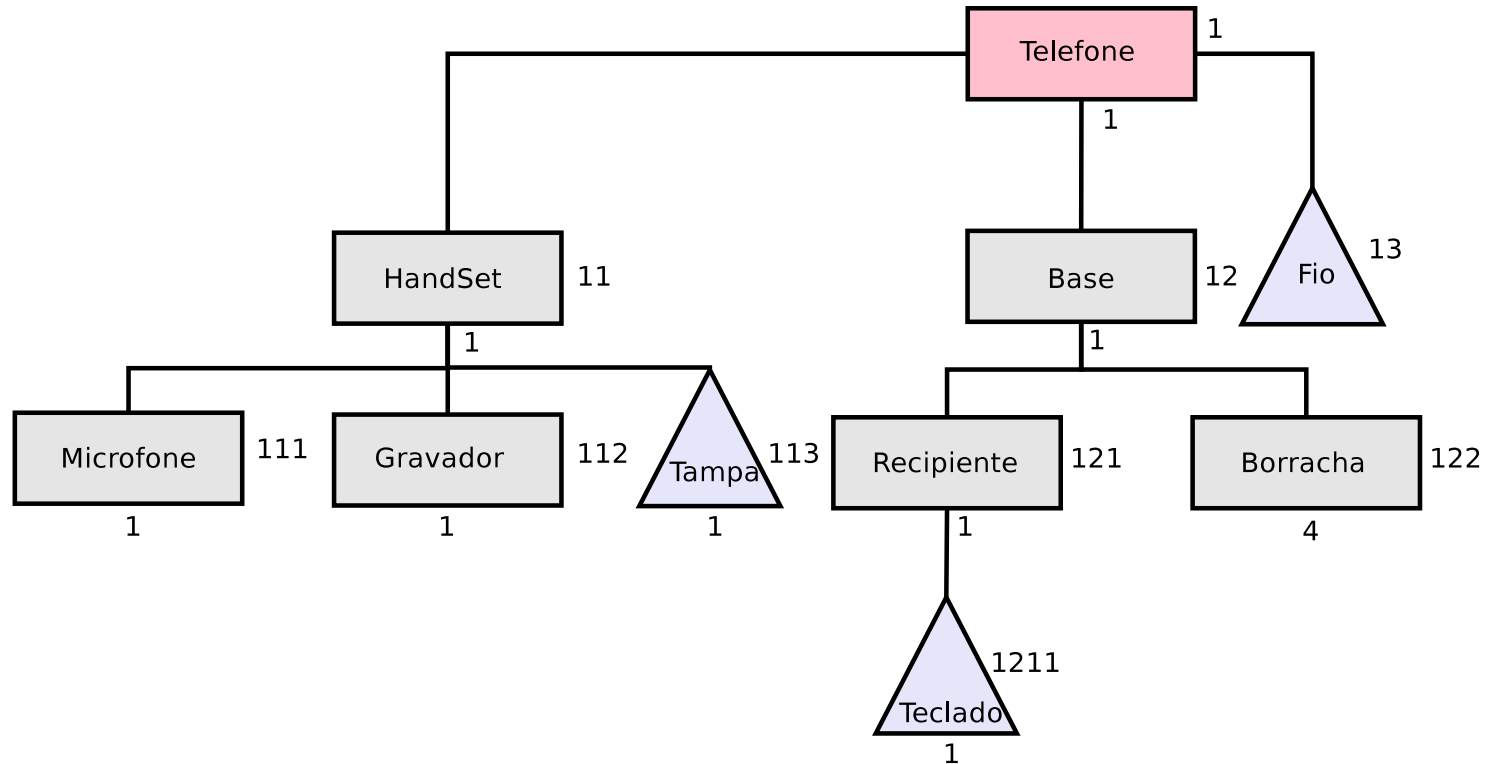 1
Telefone
1
HandSet
11
Base
12
Fio
13
1
1
Microfone
111
Gravador
112
Tampa
113
Recipiente
121
Borracha
122
1
1
1
1
4
1211
Teclado
1